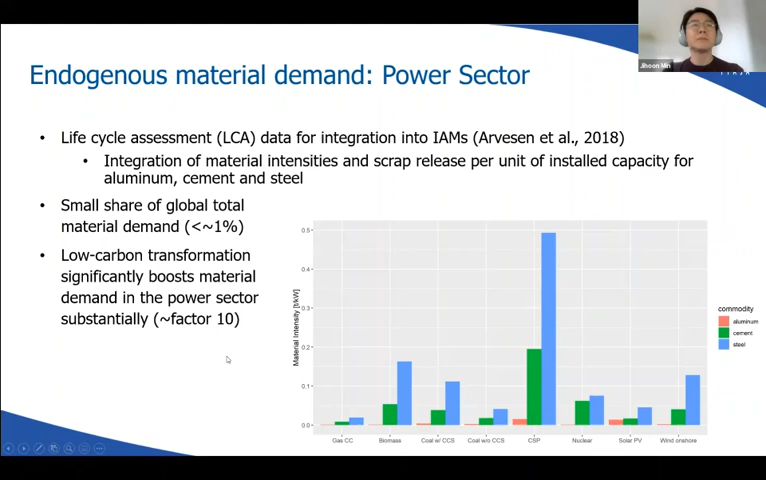 Jihoon Min
Endogenous material demand: Power Sector
• Life cycle assessment (LCA) data for integration into IAMs (Arvesen et al., 2018)
• Integration of material intensities and scrap release per unit of installed capacity for
aluminum, cement and steel
• Small share of global total
material demand (<~1%)
• Low-carbon transformation
significantly boosts material
demand in the power sector
substantially (~factor 10)
Material Intensity [t/kW]
0.5
0.4
0.3
0.2
0.1
0.0
Gas CC Biomass Coal w/ CCS Coal w/o CCS CSP Nuclear Solar PV Wind onshore
commodity
aluminum
cement
steel